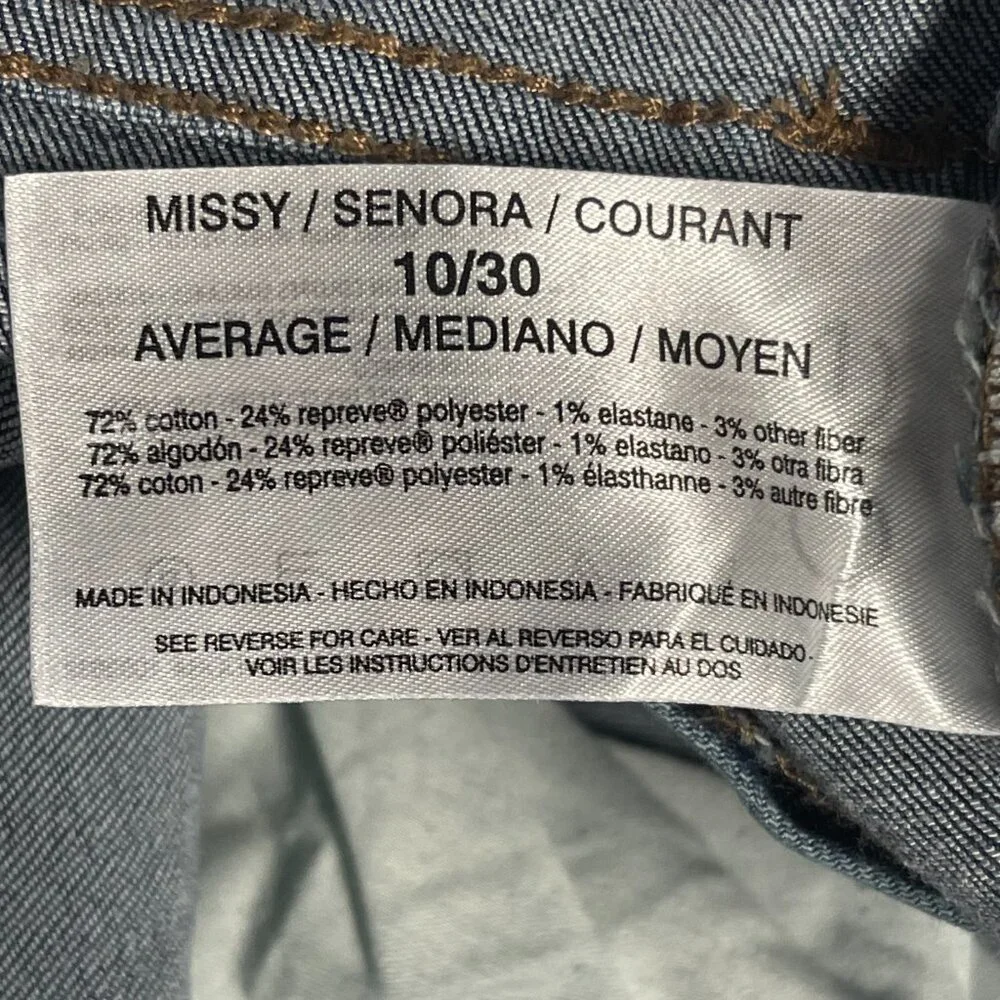 MISSY / SENORA / COURANT
10/30
AVERAGE / MEDIANO / MOYEN
72% cotton - 24% repreve® polyester - 1% elastane - 3% other fiber
72% algodón - 24% repreve® poliéster - 1% elastano - 3% otra fibra
72% coton - 24% repreve® polyester - 1% élasthanne - 3% autre fibre
MADE IN INDONESIA - HECHO EN INDONESIA - FABRIQUÉ EN INDONESIE
SEE REVERSE FOR CARE - VER AL REVERSO PARA EL CUIDADO -
VOIR LES INSTRUCTIONS D'ENTRETIEN AU DOS